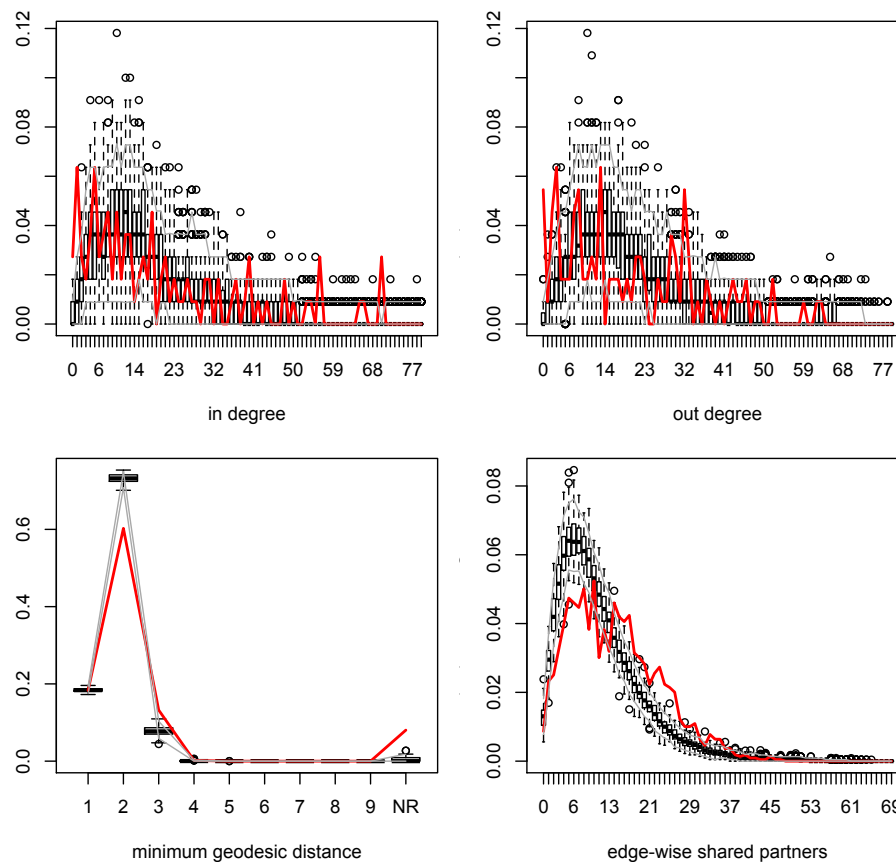 0.12 0.08 0.04 0.00
0 6 14 23 32 41 50 59 68 77
in degree
0.12 0.08 0.04 0.00
0 6 14 23 32 41 50 59 68 77
out degree
0.6 0.4 0.2 0.0
1 2 3 4 5 6 7 8 9 NR
minimum geodesic distance
0.08 0.06 0.04 0.02 0.00
0 6 13 21 29 37 45 53 61 69
edge-wise shared partners